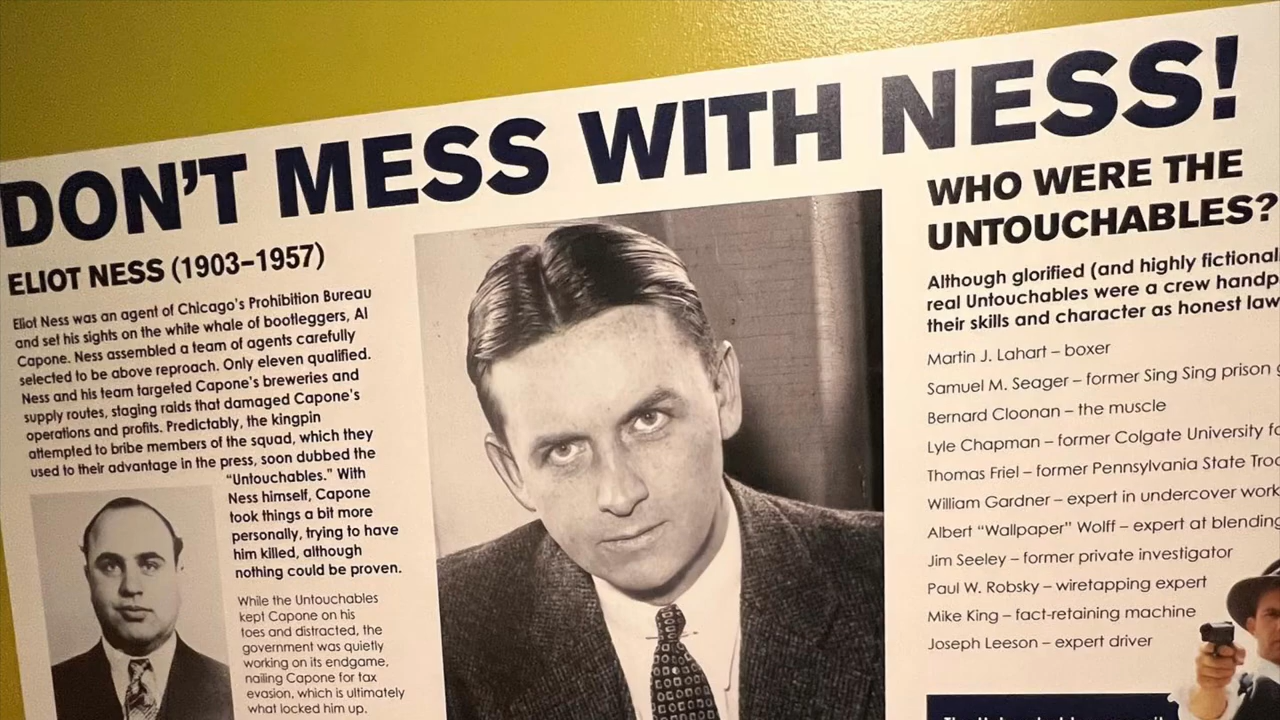 DON'T MESS WITH NESS!
ELIOT NESS (1903–1957)
Eliot Ness was an agent of Chicago's Prohibition Bureau
and set his sights on the white whale of bootleggers, Al
Capone. Ness assembled a team of agents carefully
selected to be above reproach. Only eleven qualified.
Ness and his team targeted Capone's breweries and
supply routes, staging raids that damaged Capone's
operations and profits. Predictably, the kingpin
attempted to bribe members of the squad, which they
used to their advantage in the press, soon dubbed the
"Untouchables." With
Ness himself, Capone
took things a bit more
personally, trying to have
him killed, although
nothing could be proven.
While the Untouchables
kept Capone on his
toes and distracted, the
government was quietly
working on its endgame,
nailing Capone for tax
evasion, which is ultimately
what locked him up.
WHO WERE THE
UNTOUCHABLES?
Although glorified (and highly fictional
real Untouchables were a crew handp
their skills and character as honest law
Martin J. Lahart – boxer
Samuel M. Seager – former Sing Sing prison
Bernard Cloonan – the muscle
Lyle Chapman – former Colgate University fo
Thomas Friel – former Pennsylvania State Troo
William Gardner – expert in undercover work
Albert "Wallpaper" Wolff – expert at blending
Jim Seeley – former private investigator
Paul W. Robsky – wiretapping expert
Mike King – fact-retaining machine
Joseph Leeson – expert driver